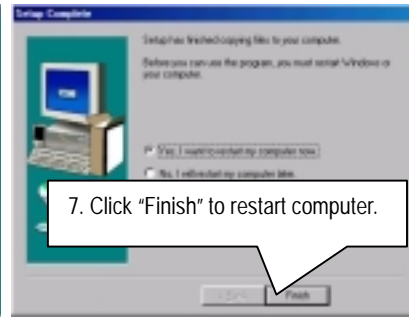 Setup Complete
Setup has finished copying files to your computer.
Before you can use the program, you must restart Windows or
your computer.
Yes, I want to restart my computer now.
No, I will restart my computer later.
7. Click “Finish” to restart computer.
< Back
Finish